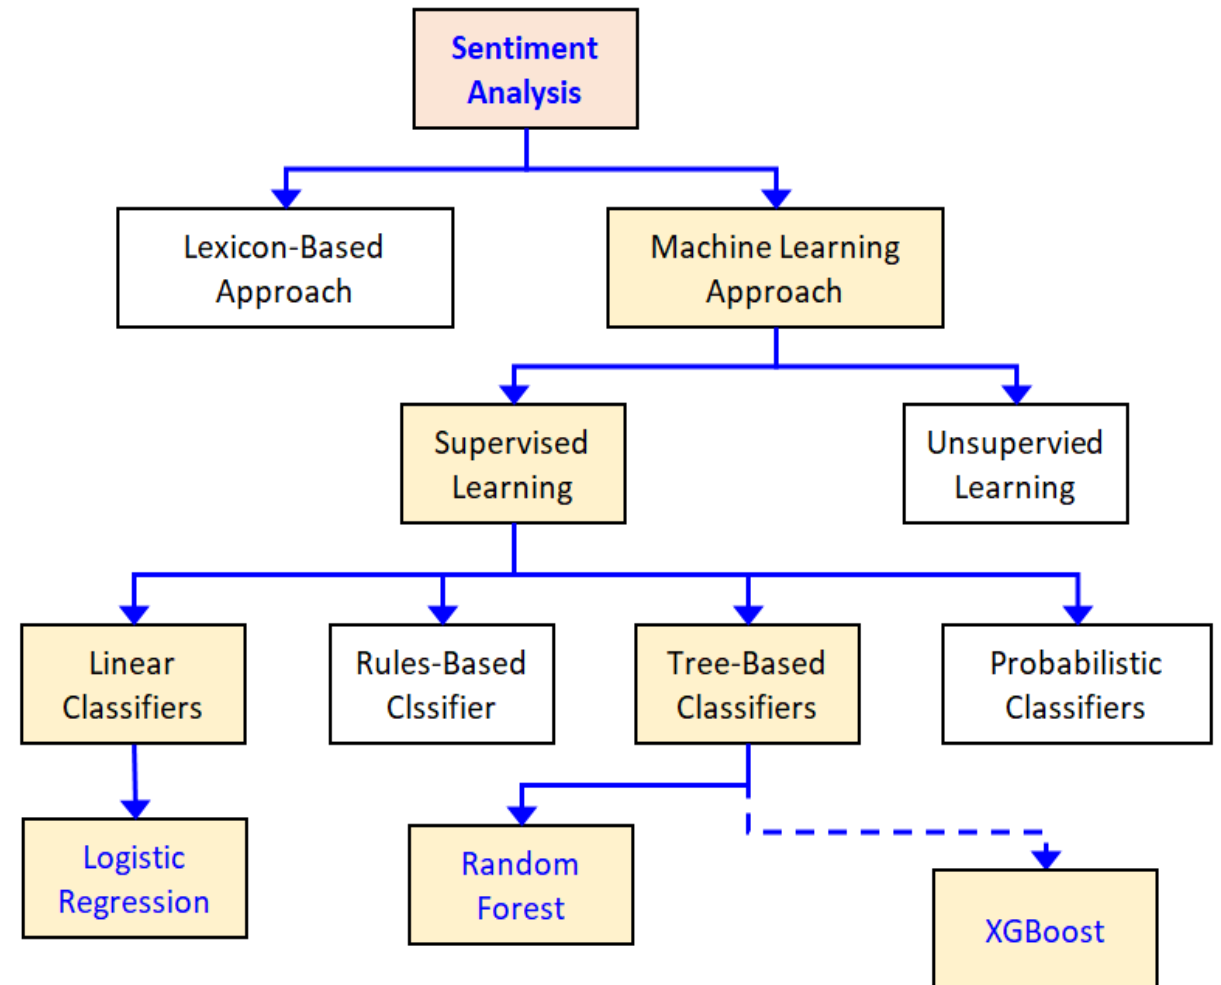 Sentiment
Analysis
Lexicon-Based
Approach
Machine Learning
Approach
Supervised
Learning
Unsupervied
Learning
Linear
Classifiers
Rules-Based
Clssifier
Tree-Based
Classifiers
Probabilistic
Classifiers
Logistic
Regression
Random
Forest
XGBoost